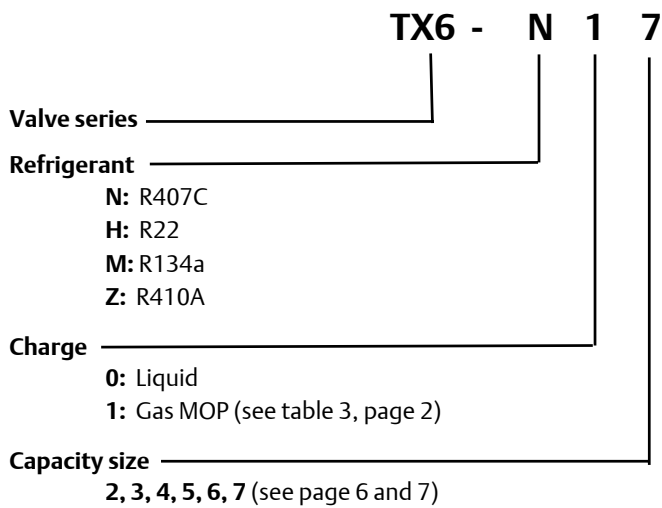 TX6 - N 1 7
Valve series
Refrigerant
N: R407C
H: R22
M: R134a
Z: R410A
Charge
0: Liquid
1: Gas MOP (see table 3, page 2)
Capacity size
2, 3, 4, 5, 6, 7 (see page 6 and 7)